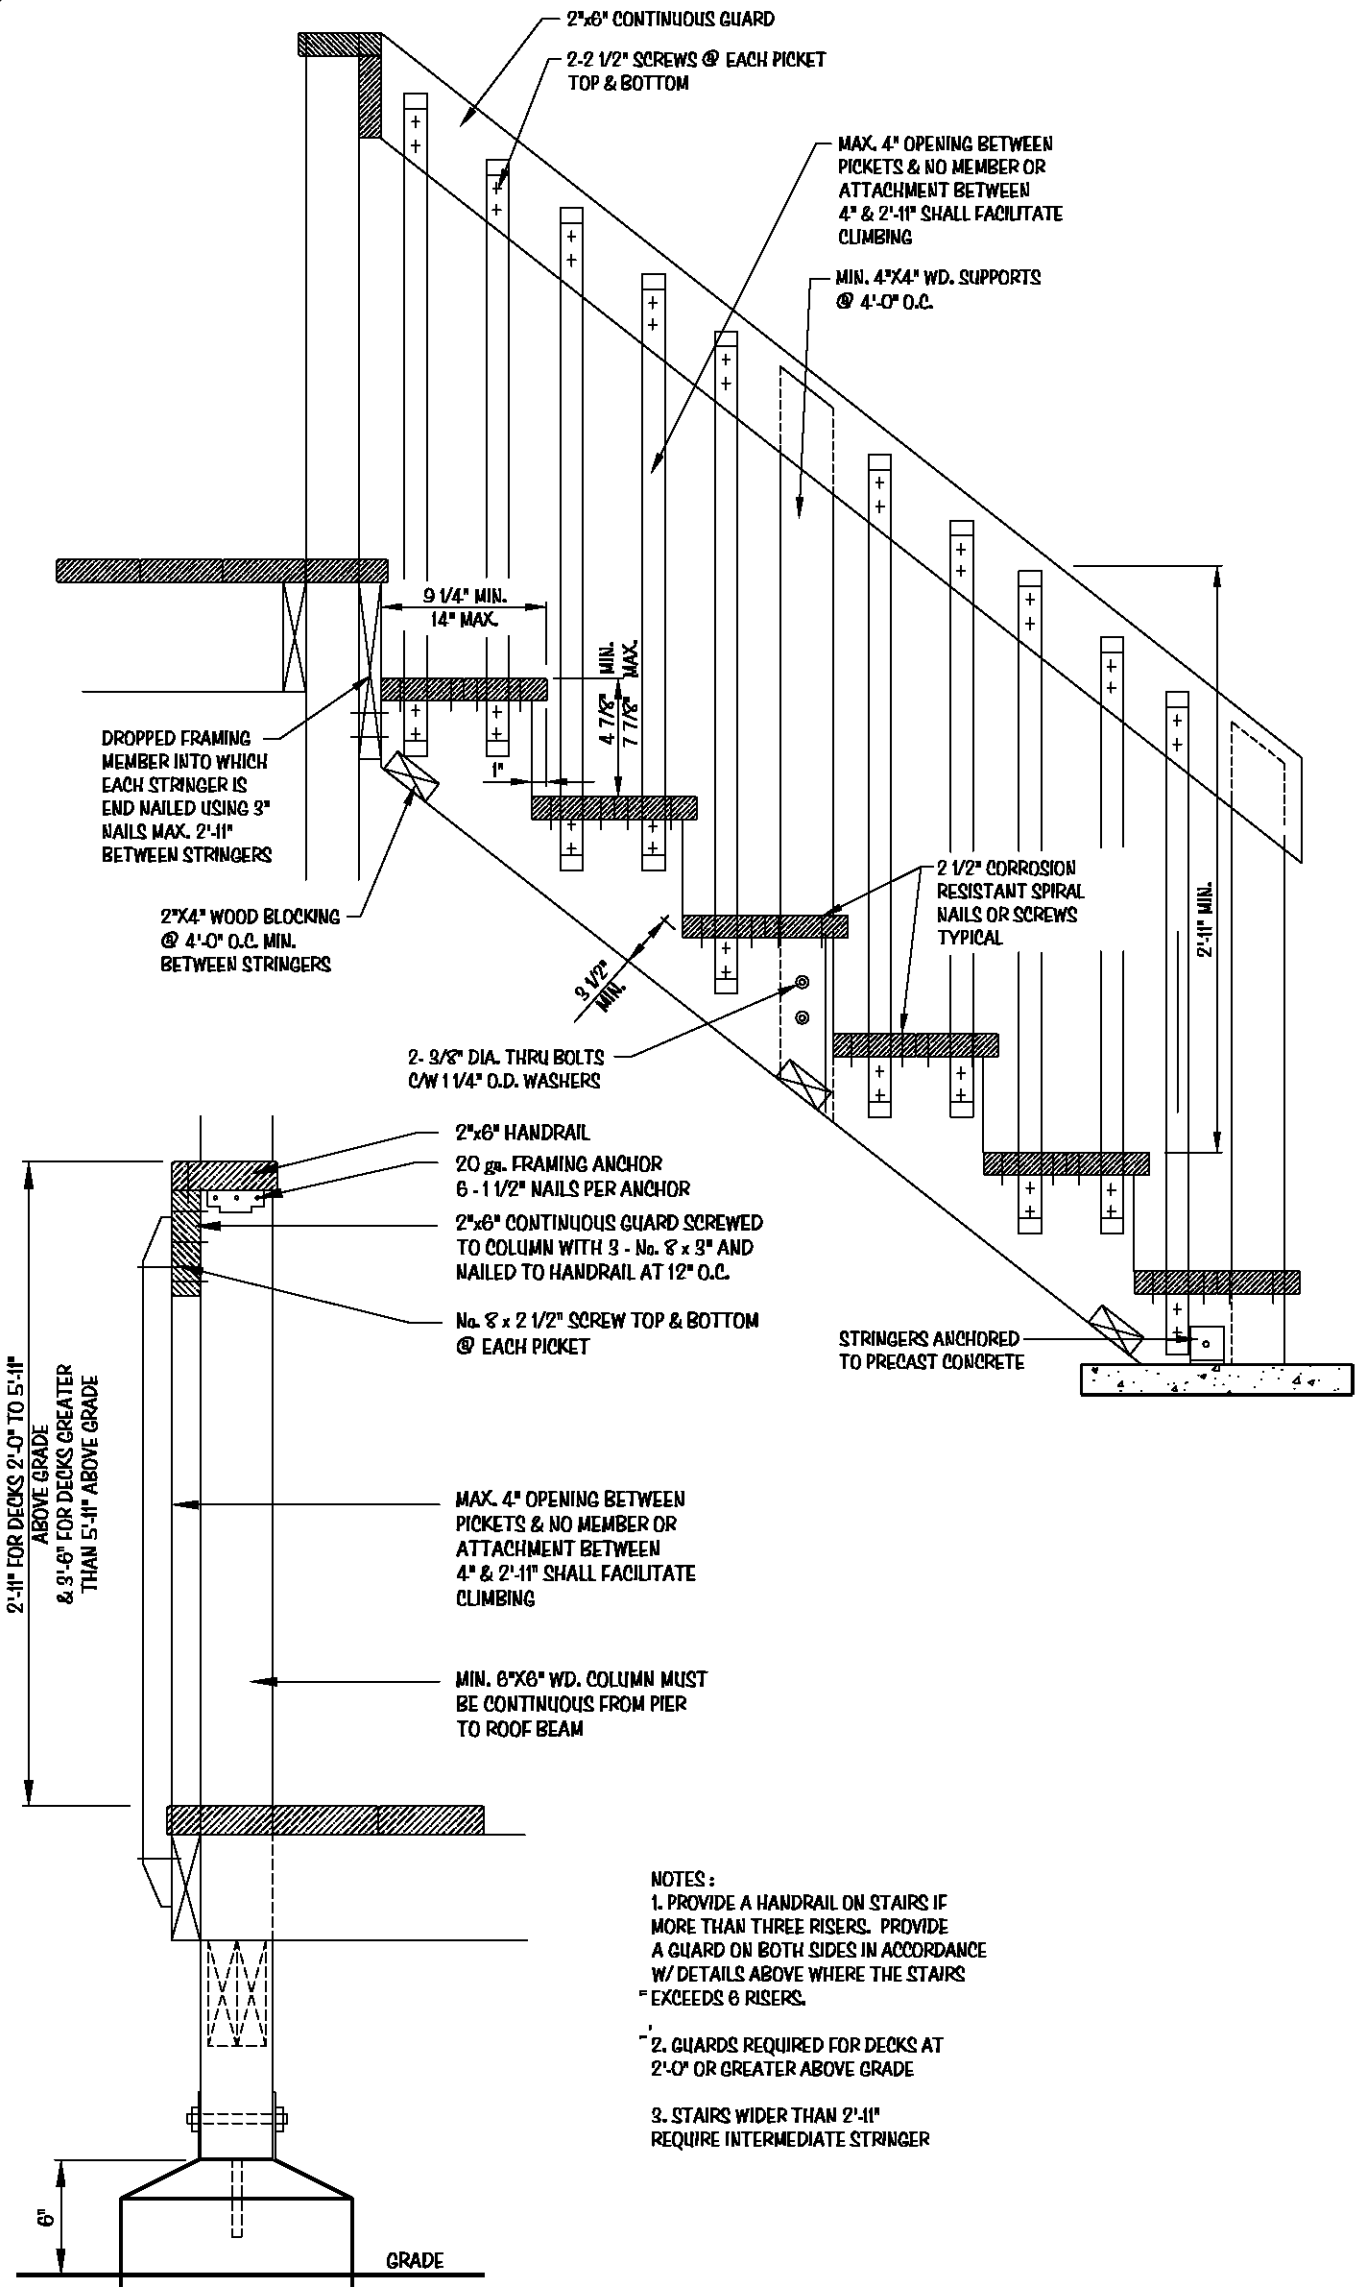 2"x6" CONTINUOUS GUARD
2-2 1/2" SCREWS @ EACH PICKET
TOP & BOTTOM
MAX. 4" OPENING BETWEEN
PICKETS & NO MEMBER OR
ATTACHMENT BETWEEN
4" & 2'-11" SHALL FACILITATE
CLIMBING
MIN. 4"X4" WD. SUPPORTS
@ 4'-0" O.C.
9 1/4" MIN.
14" MAX.
4 7/8" MIN.
7 7/8" MAX.
1"
DROPPED FRAMING
MEMBER INTO WHICH
EACH STRINGER IS
END NAILED USING 3"
NAILS MAX. 2'-11"
BETWEEN STRINGERS
2"X4" WOOD BLOCKING
@ 4'-0" O.C. MIN.
BETWEEN STRINGERS
3 1/2"
MIN.
2 1/2" CORROSION
RESISTANT SPIRAL
NAILS OR SCREWS
TYPICAL
2'-11" MIN.
2- 3/8" DIA. THRU BOLTS
C/W 1 1/4" O.D. WASHERS
2"x6" HANDRAIL
20 ga. FRAMING ANCHOR
6 - 1 1/2" NAILS PER ANCHOR
2"x6" CONTINUOUS GUARD SCREWED
TO COLUMN WITH 3 - No. 8 x 3" AND
NAILED TO HANDRAIL AT 12" O.C.
No. 8 x 2 1/2" SCREW TOP & BOTTOM
@ EACH PICKET
STRINGERS ANCHORED
TO PRECAST CONCRETE
2'-11" FOR DECKS 2'-0" TO 5'-11"
ABOVE GRADE
& 3'-6" FOR DECKS GREATER
THAN 5'-11" ABOVE GRADE
MAX. 4" OPENING BETWEEN
PICKETS & NO MEMBER OR
ATTACHMENT BETWEEN
4" & 2'-11" SHALL FACILITATE
CLIMBING
MIN. 6"X6" WD. COLUMN MUST
BE CONTINUOUS FROM PIER
TO ROOF BEAM
NOTES :
1. PROVIDE A HANDRAIL ON STAIRS IF
MORE THAN THREE RISERS. PROVIDE
A GUARD ON BOTH SIDES IN ACCORDANCE
W/ DETAILS ABOVE WHERE THE STAIRS
EXCEEDS 6 RISERS.
2. GUARDS REQUIRED FOR DECKS AT
2'-0" OR GREATER ABOVE GRADE
3. STAIRS WIDER THAN 2'-11"
REQUIRE INTERMEDIATE STRINGER
6"
GRADE